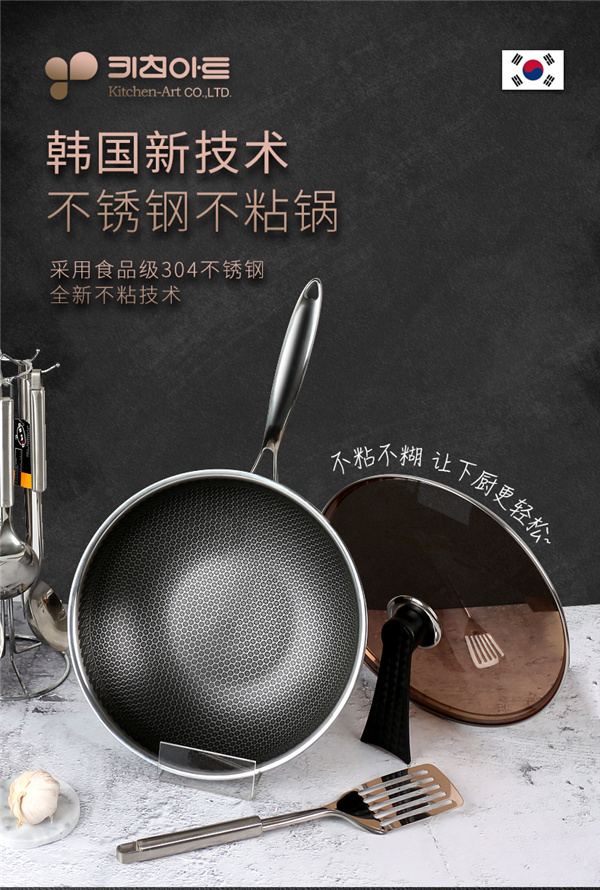 키친아트
Kitchen-Art CO.,LTD.
韩国新技术
不锈钢不粘锅
采用食品级304不锈钢
全新不粘技术
不粘不糊 让下厨更轻松~